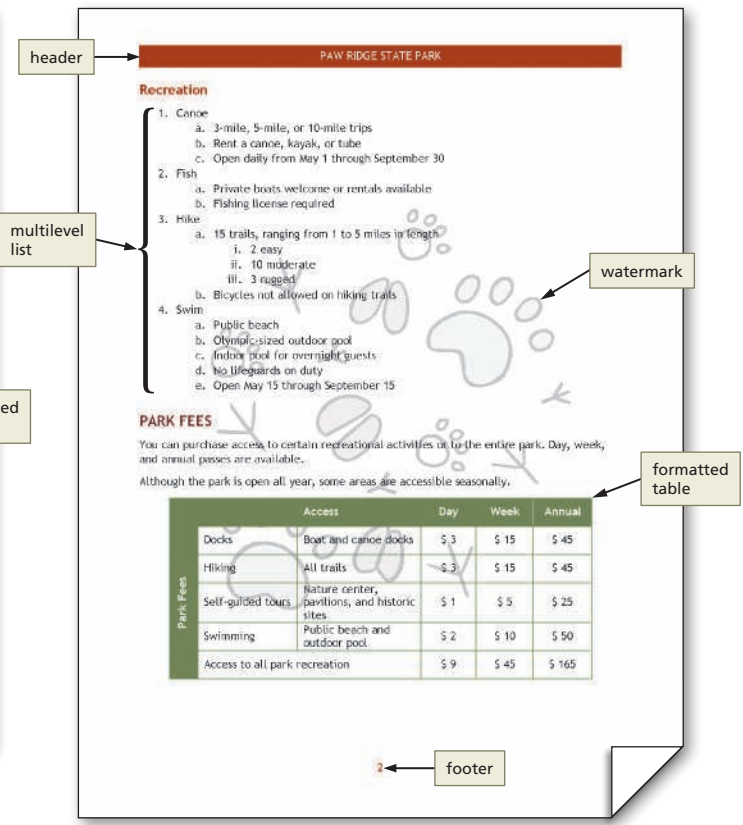 header
PAW RIDGE STATE PARK
Recreation
1. Canoe
a. 3-mile, 5-mile, or 10-mile trips
b. Rent a canoe, kayak, or tube
c. Open daily from May 1 through September 30
2. Fish
a. Private boats welcome or rentals available
b. Fishing license required
3. Hike
a. 15 trails, ranging from 1 to 5 miles in length
i. 2 easy
ii. 10 moderate
iii. 3 rugged
b. Bicycles not allowed on hiking trails
4. Swim
a. Public beach
b. Olympic-sized outdoor pool
c. Indoor pool for overnight guests
d. No lifeguards on duty
e. Open May 15 through September 15
multilevel
list
watermark
ed
PARK FEES
You can purchase access to certain recreational activities or to the entire park. Day, week,
and annual passes are available.
Although the park is open all year, some areas are accessible seasonally.
formatted
table
Park Fees
Access Day Week Annual
Docks Boat and canoe docks $ 3 $ 15 $ 45
Hiking All trails $ 3 $ 15 $ 45
Self-guided tours Nature center,
pavilions, and historic
sites $ 1 $ 5 $ 25
Swimming Public beach and
outdoor pool $ 2 $ 10 $ 50
Access to all park recreation $ 9 $ 45 $ 165
2
footer